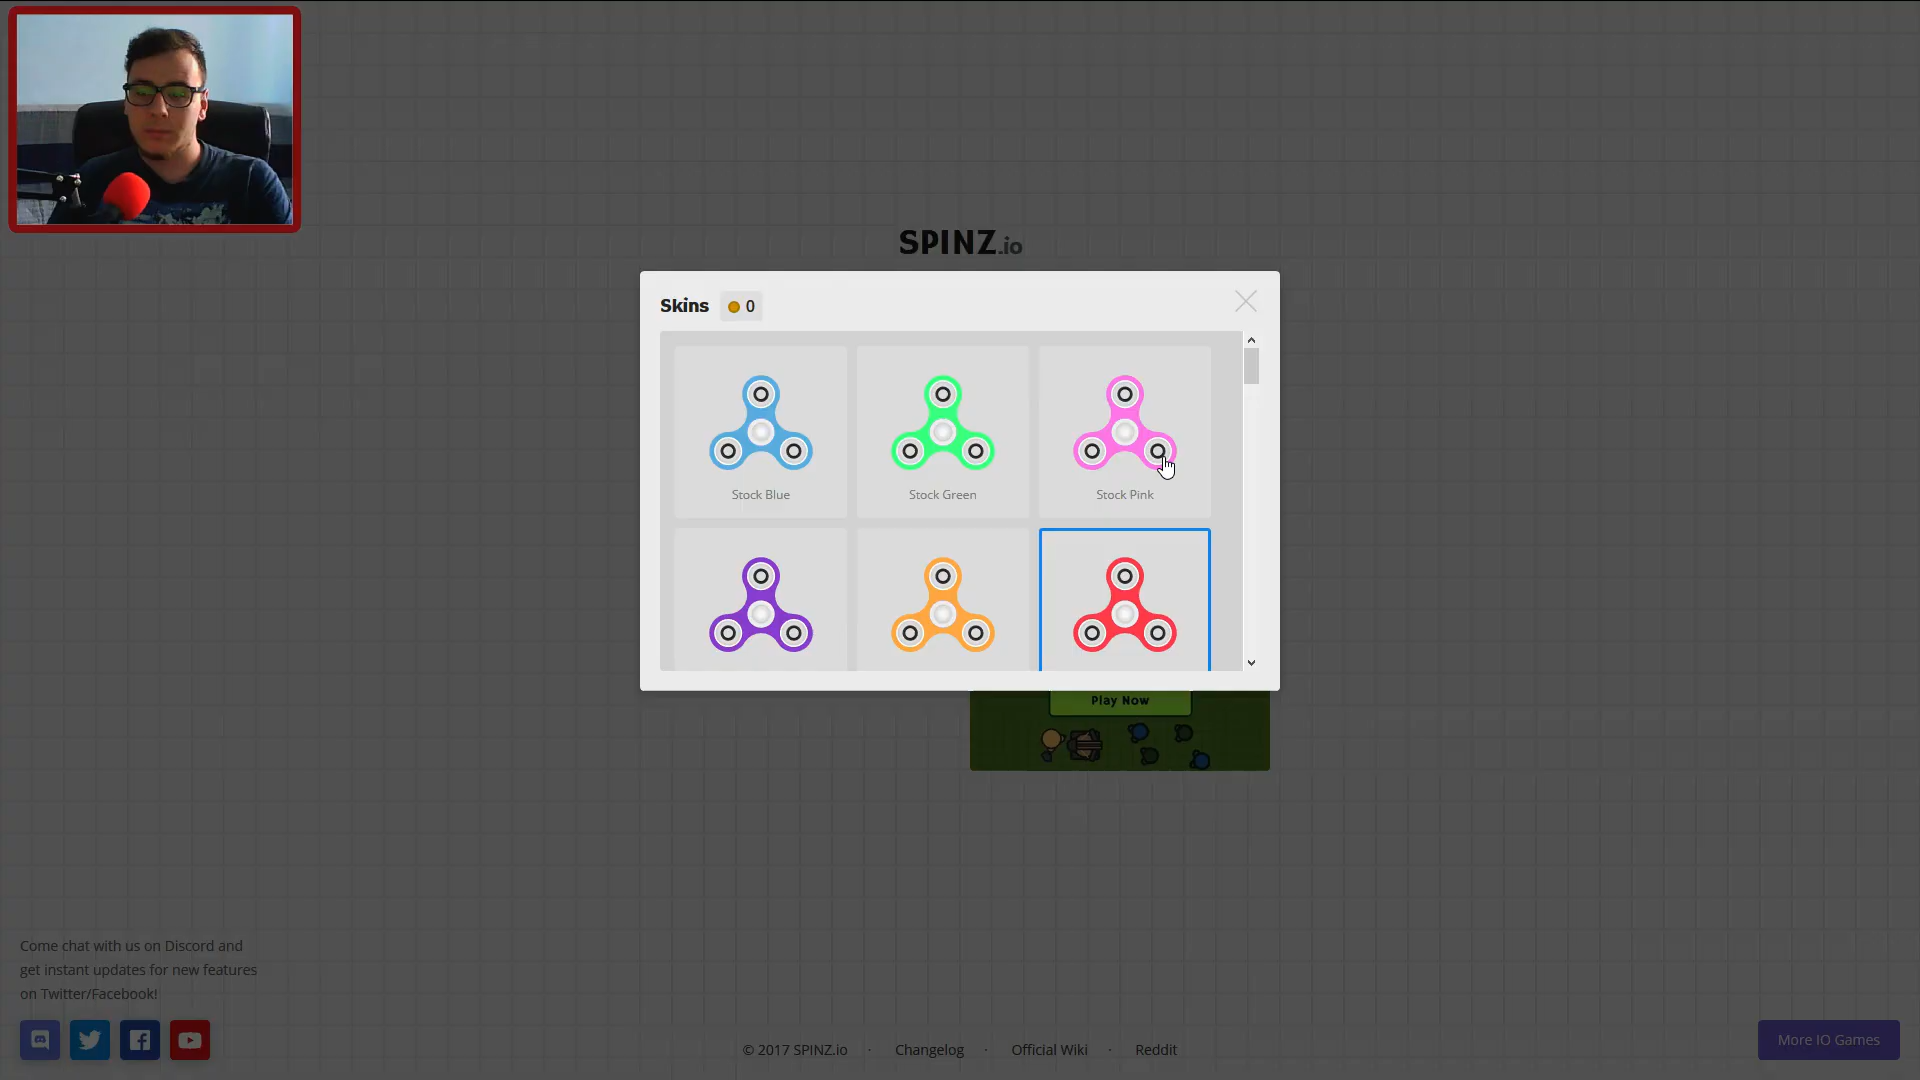 SPINZ.io
Skins 0
Stock Blue
Stock Green
Stock Pink
Play Now
Come chat with us on Discord and
get instant updates for new features
on Twitter/Facebook!
© 2017 SPINZ.io · Changelog · Official Wiki · Reddit
More IO Games